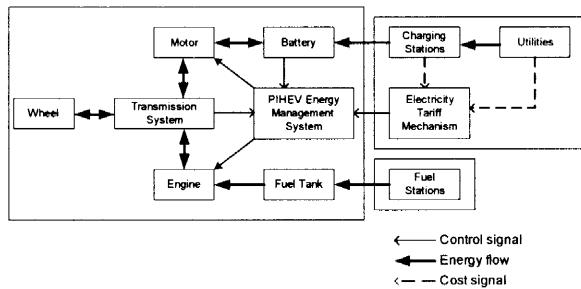 Motor
Battery
Charging
Stations
Utilities
Wheel
Transmission
System
PIHEV Energy
Management
System
Electricity
Tariff
Mechanism
Engine
Fuel Tank
Fuel
Stations
Control signal
Energy flow
Cost signal